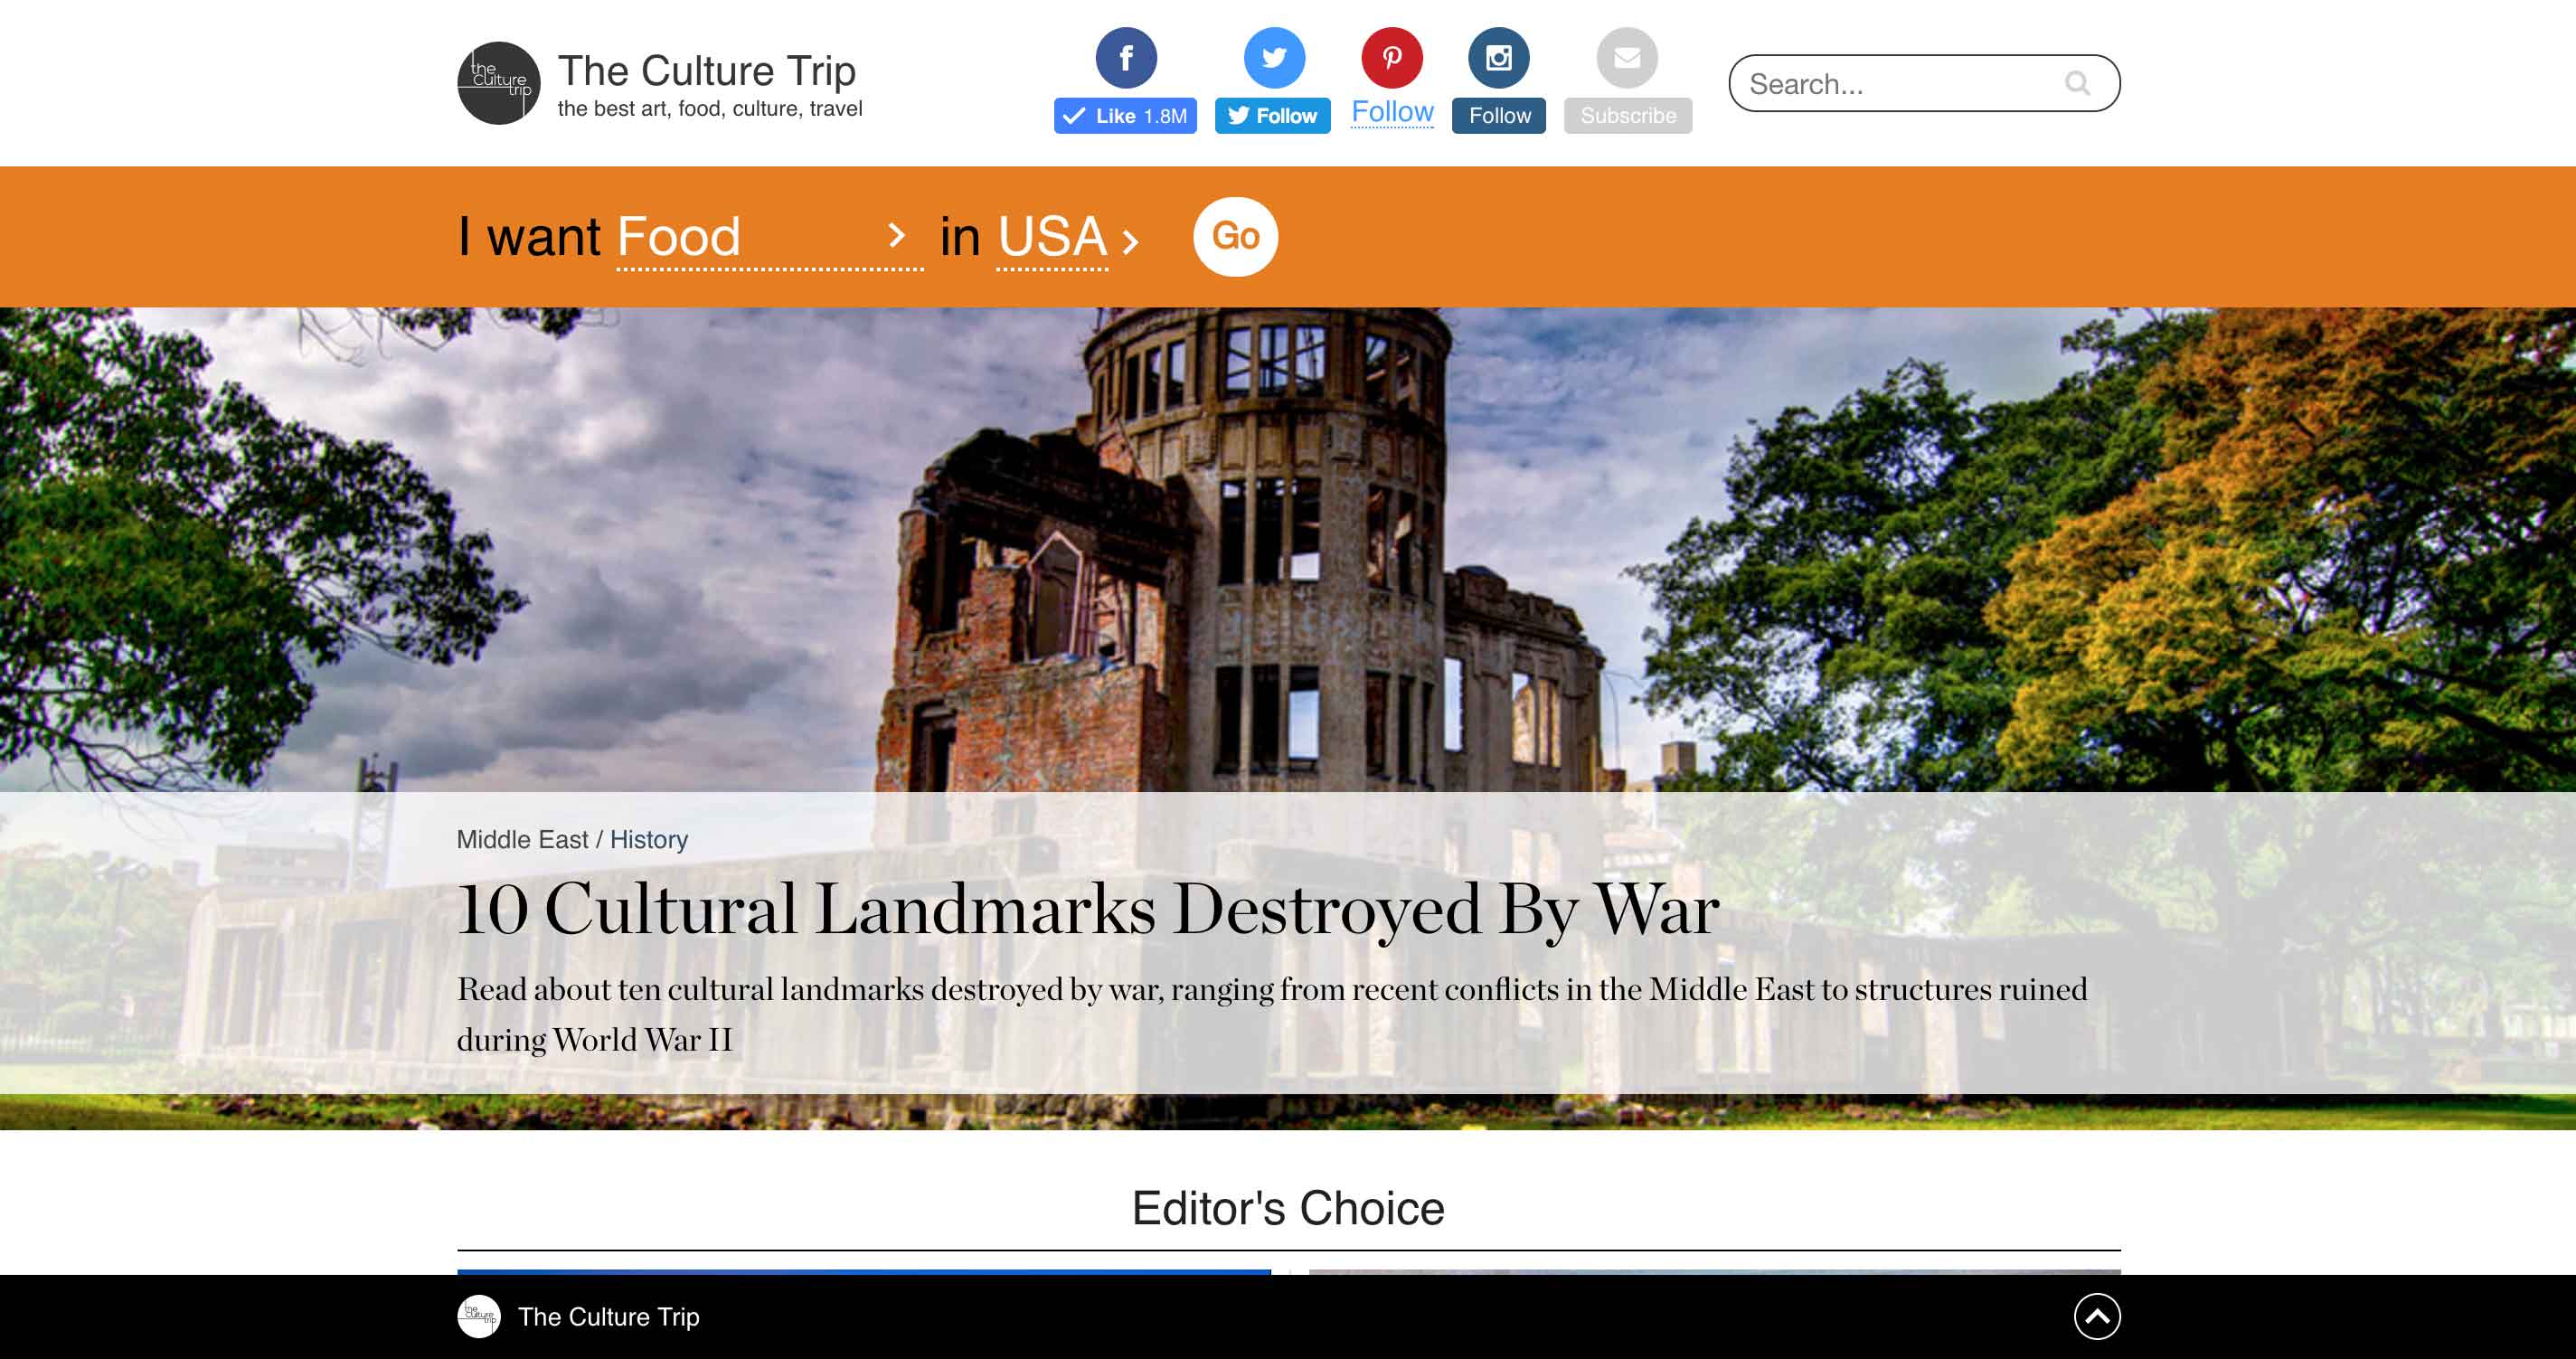 the culture trip
The Culture Trip
the best art, food, culture, travel
Like 1.8M
Follow
Follow
Follow
Subscribe
Search...
I want Food in USA Go
Middle East / History
10 Cultural Landmarks Destroyed By War
Read about ten cultural landmarks destroyed by war, ranging from recent conflicts in the Middle East to structures ruined
during World War II
Editor's Choice
the culture trip
The Culture Trip